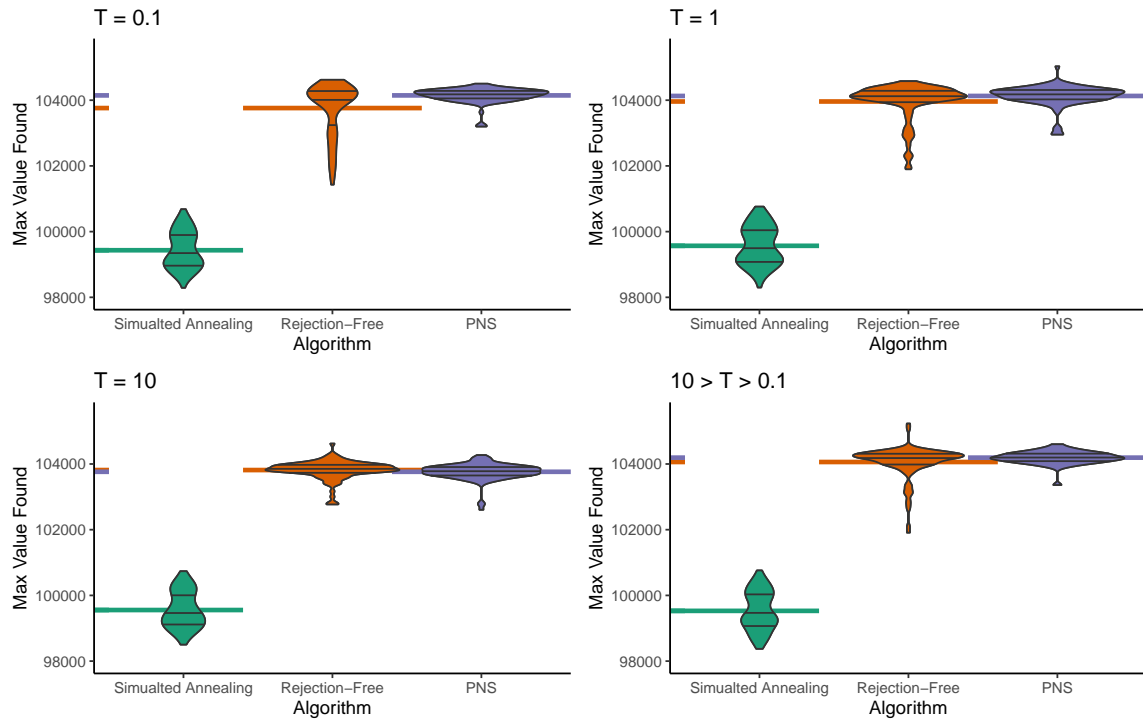 T = 0.1
Max Value Found
104000
102000
100000
98000
Simualted Annealing
Rejection−Free
PNS
Algorithm
T = 1
Max Value Found
104000
102000
100000
98000
Simualted Annealing
Rejection−Free
PNS
Algorithm
T = 10
Max Value Found
104000
102000
100000
98000
Simualted Annealing
Rejection−Free
PNS
Algorithm
10 > T > 0.1
Max Value Found
104000
102000
100000
98000
Simualted Annealing
Rejection−Free
PNS
Algorithm